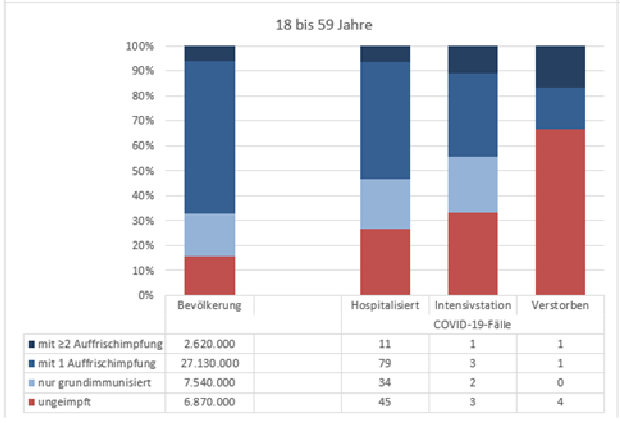 18 bis 59 Jahre
100%
90%
80%
70%
60%
50%
40%
30%
20%
10%
0%
Bevölkerung Hospitalisiert Intensivstation Verstorben
COVID-19-Fälle
mit ≥2 Auffrischimpfung 2.620.000 11 1 1
mit 1 Auffrischimpfung 27.130.000 79 3 1
nur grundimmunisiert 7.540.000 34 2 0
ungeimpft 6.870.000 45 3 4